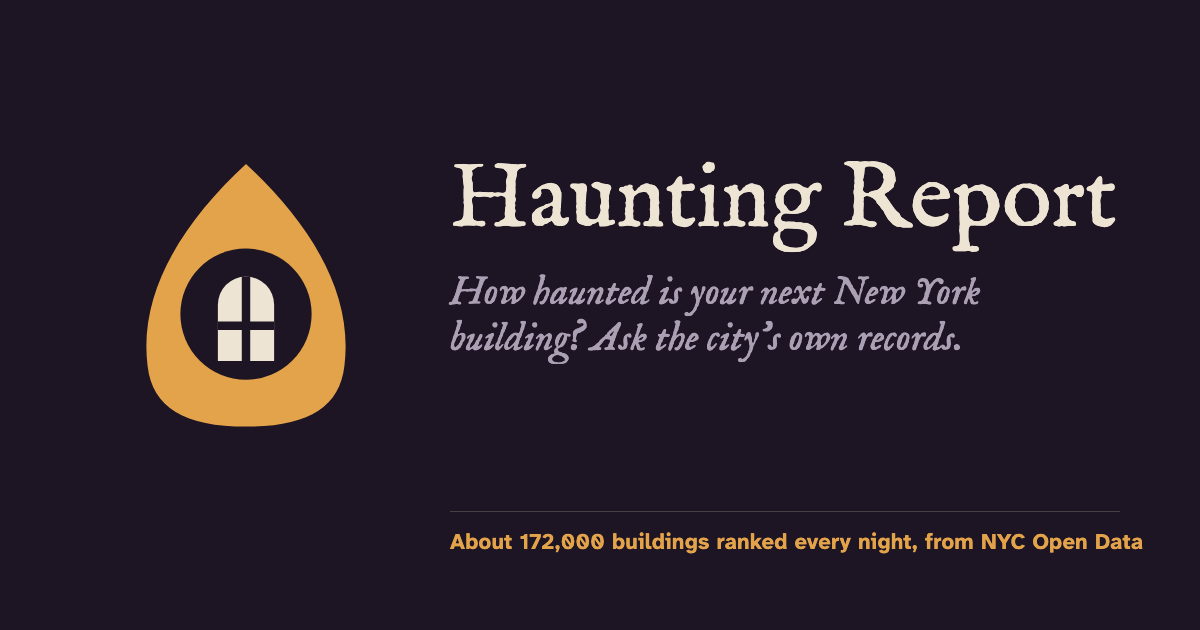 Haunting Report
How haunted is your next New York
building? Ask the city’s own records.
About 172,000 buildings ranked every night, from NYC Open Data